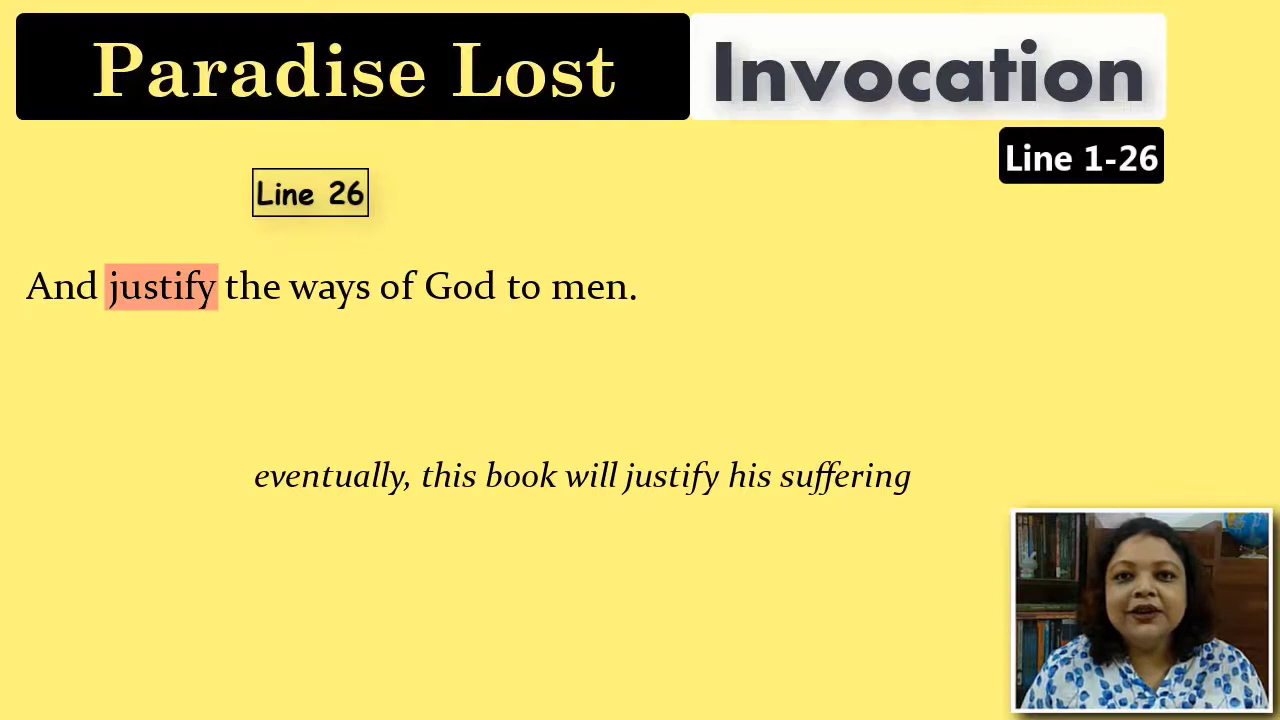 Paradise Lost
Invocation
Line 1-26
Line 26
And justify the ways of God to men.
eventually, this book will justify his suffering